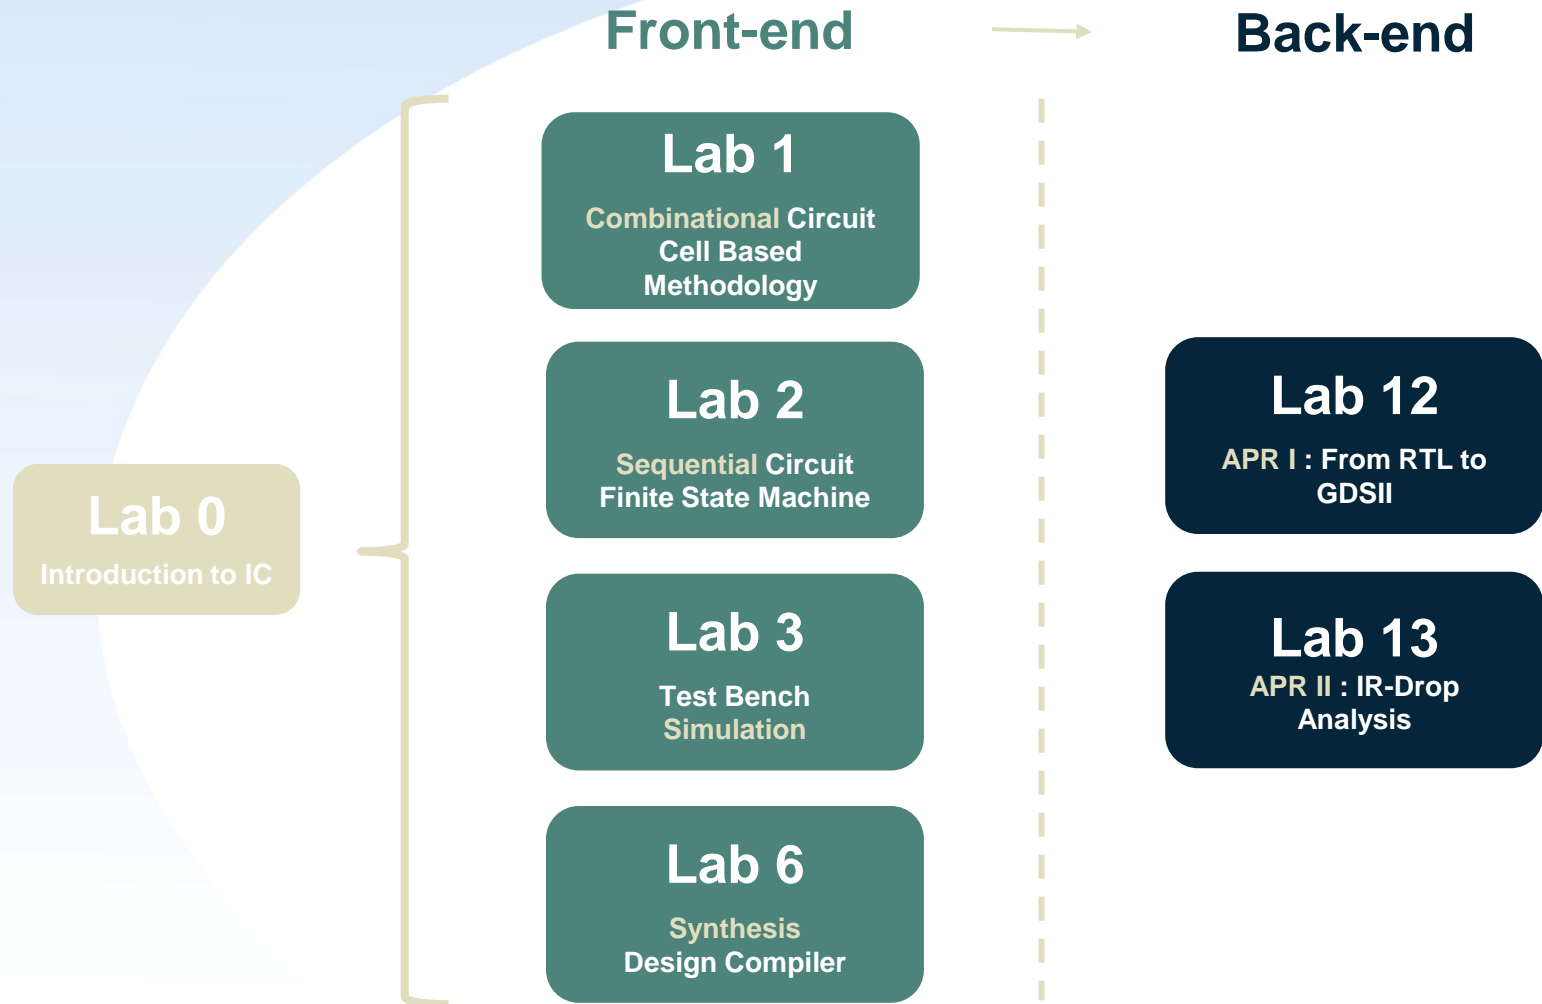 Front-end
Back-end
Lab 0
Introduction to IC
Lab 1
Combinational Circuit
Cell Based
Methodology
Lab 2
Sequential Circuit
Finite State Machine
Lab 3
Test Bench
Simulation
Lab 6
Synthesis
Design Compiler
Lab 12
APR I : From RTL to
GDSII
Lab 13
APR II : IR-Drop
Analysis